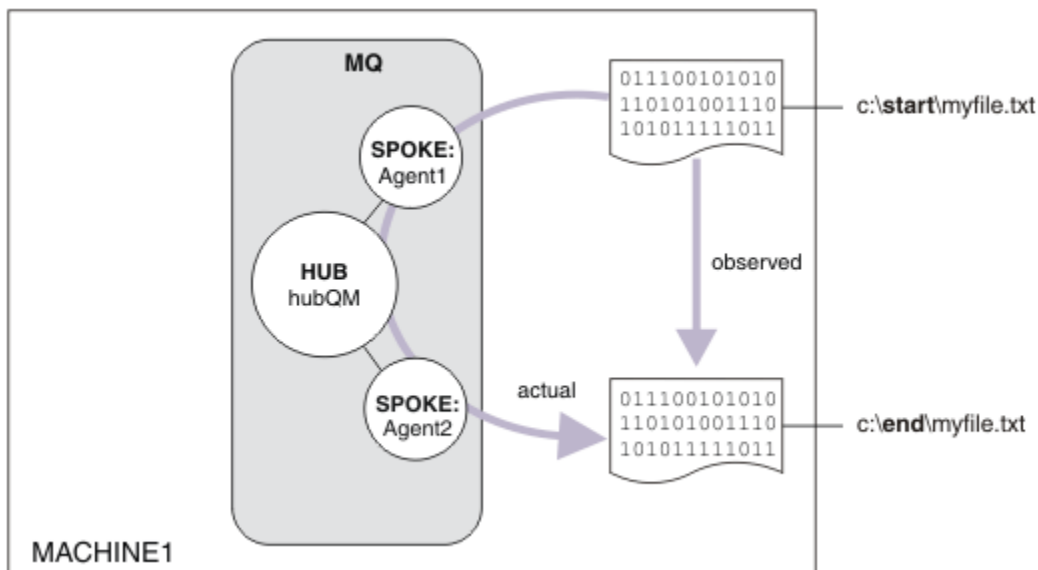 MQ
011100101010
110101001110
101011111011
c:\start\myfile.txt
SPOKE:
Agent1
HUB
hubQM
observed
SPOKE:
Agent2
actual
011100101010
110101001110
101011111011
c:\end\myfile.txt
MACHINE1